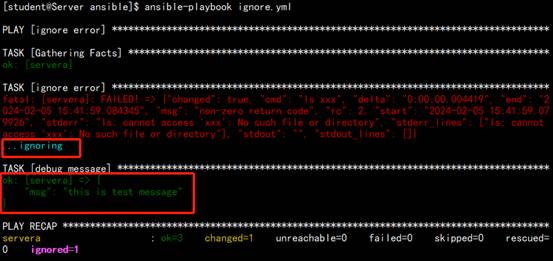 [student@Server ansible]$ ansible-playbook ignore.yml
PLAY [ignore error] ************************************************************
TASK [Gathering Facts] *********************************************************
ok: [servera]
TASK [ignore error] ************************************************************
fatal: [servera]: FAILED! => {"changed": true, "cmd": "ls xxx", "delta": "0:00:00.004419", "end": "2
024-02-05 15:41:59.084345", "msg": "non-zero return code", "rc": 2, "start": "2024-02-05 15:41:59.07
9926", "stderr": "ls: cannot access 'xxx': No such file or directory", "stderr_lines": ["ls: cannot
access 'xxx': No such file or directory"], "stdout": "", "stdout_lines": []}
...ignoring
TASK [debug message] ***********************************************************
ok: [servera] => {
"msg": "this is test message"
}
PLAY RECAP *********************************************************************
servera : ok=3 changed=1 unreachable=0 failed=0 skipped=0 rescued=
0 ignored=1